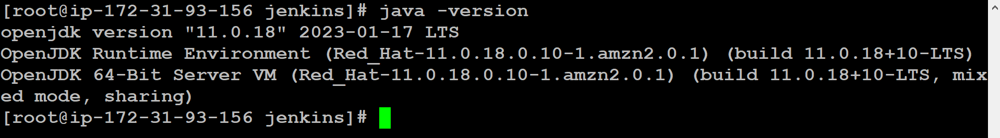 [root@ip-172-31-93-156 jenkins]# java -version
openjdk version "11.0.18" 2023-01-17 LTS
OpenJDK Runtime Environment (Red_Hat-11.0.18.0.10-1.amzn2.0.1) (build 11.0.18+10-LTS)
OpenJDK 64-Bit Server VM (Red_Hat-11.0.18.0.10-1.amzn2.0.1) (build 11.0.18+10-LTS, mix
ed mode, sharing)
[root@ip-172-31-93-156 jenkins]#